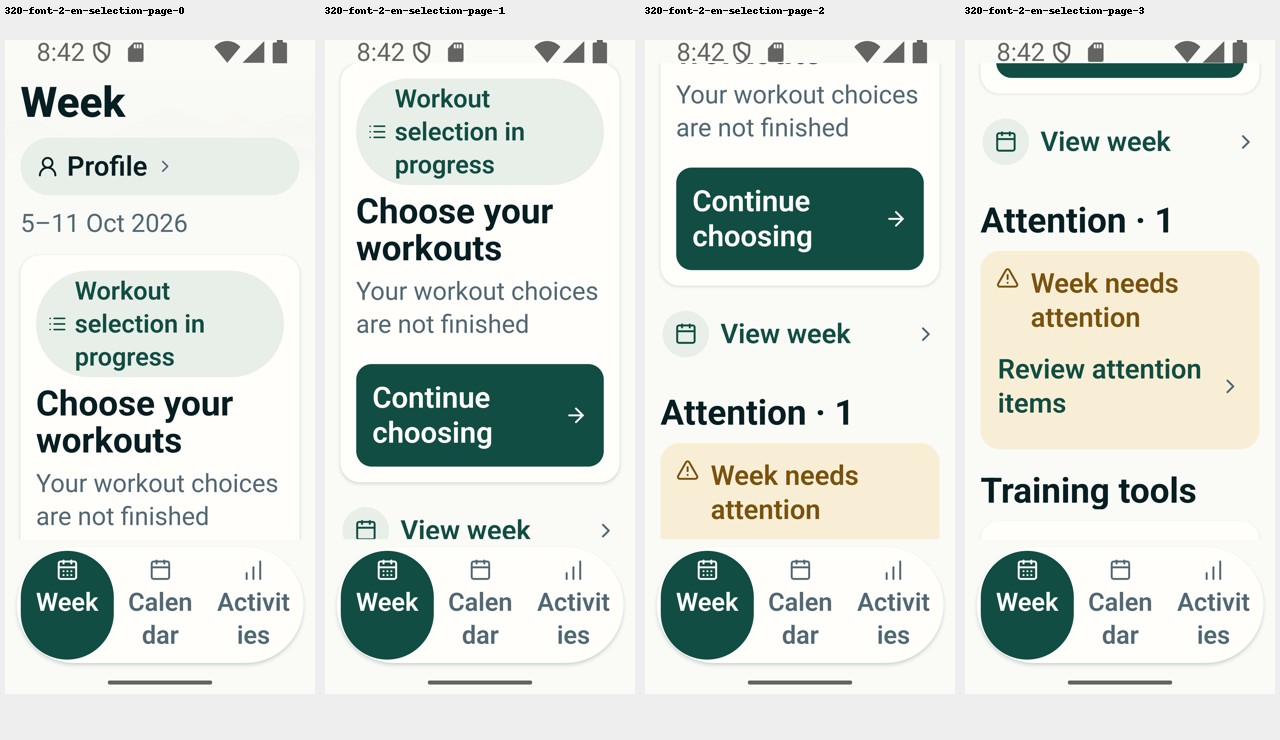 320-font-2-en-selection-page-0
8:42
Week
Profile
5–11 Oct 2026
Workout
selection in
progress
Choose your
workouts
Your workout choices
are not finished
Week
Calen
dar
Activit
ies
320-font-2-en-selection-page-1
8:42
Workout
selection in
progress
Choose your
workouts
Your workout choices
are not finished
Continue
choosing
View week
Week
Calen
dar
Activit
ies
320-font-2-en-selection-page-2
8:42
Your workout choices
are not finished
Continue
choosing
View week
Attention · 1
Week needs
attention
Week
Calen
dar
Activit
ies
320-font-2-en-selection-page-3
8:42
View week
Attention · 1
Week needs
attention
Review attention
items
Training tools
Week
Calen
dar
Activit
ies